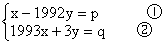 x－1992y＝p ①
1993x＋3y＝q ②